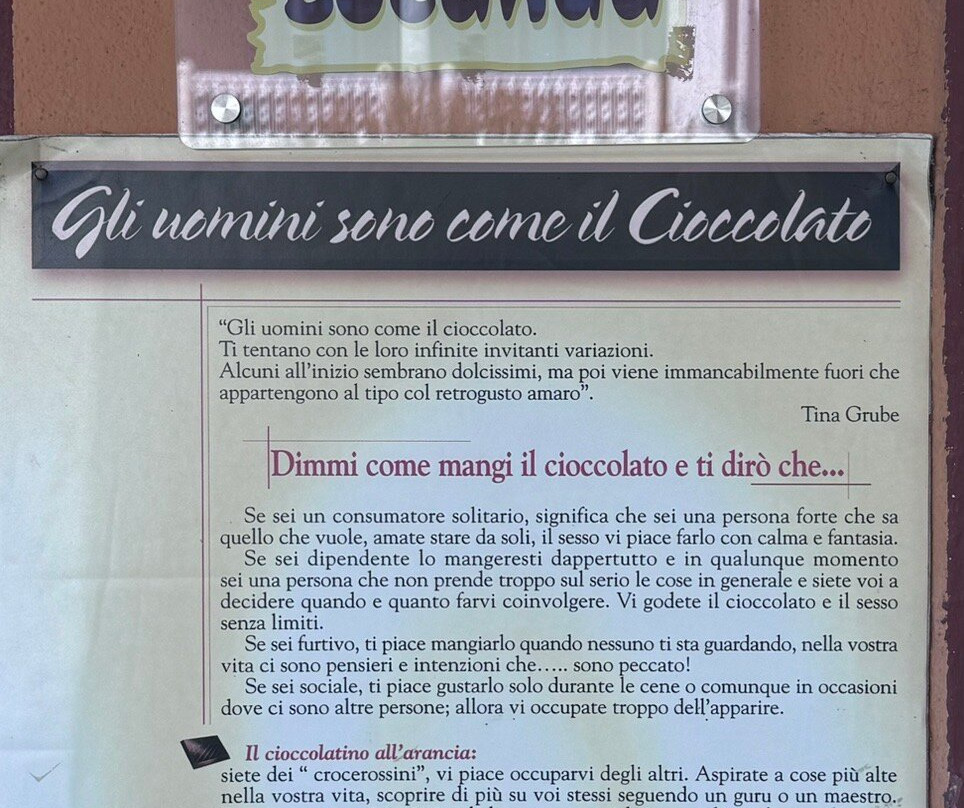 Gli uomini sono come il Cioccolato
“Gli uomini sono come il cioccolato.
Ti tentano con le loro infinite invitanti variazioni.
Alcuni all’inizio sembrano dolcissimi, ma poi viene immancabilmente fuori che
appartengono al tipo col retrogusto amaro”.
Tina Grube
Dimmi come mangi il cioccolato e ti dirò che...
Se sei un consumatore solitario, significa che sei una persona forte che sa
quello che vuole, amate stare da soli, il sesso vi piace farlo con calma e fantasia.
Se sei dipendente lo mangeresti dappertutto e in qualunque momento
sei una persona che non prende troppo sul serio le cose in generale e siete voi a
decidere quando e quanto farvi coinvolgere. Vi godete il cioccolato e il sesso
senza limiti.
Se sei furtivo, ti piace mangiarlo quando nessuno ti sta guardando, nella vostra
vita ci sono pensieri e intenzioni che….. sono peccato!
Se sei sociale, ti piace gustarlo solo durante le cene o comunque in occasioni
dove ci sono altre persone; allora vi occupate troppo dell’apparire.
Il cioccolatino all’arancia:
siete dei “ crocerossini”, vi piace occuparvi degli altri. Aspirate a cose più alte
nella vostra vita, scoprire di più su voi stessi seguendo un guru o un maestro.